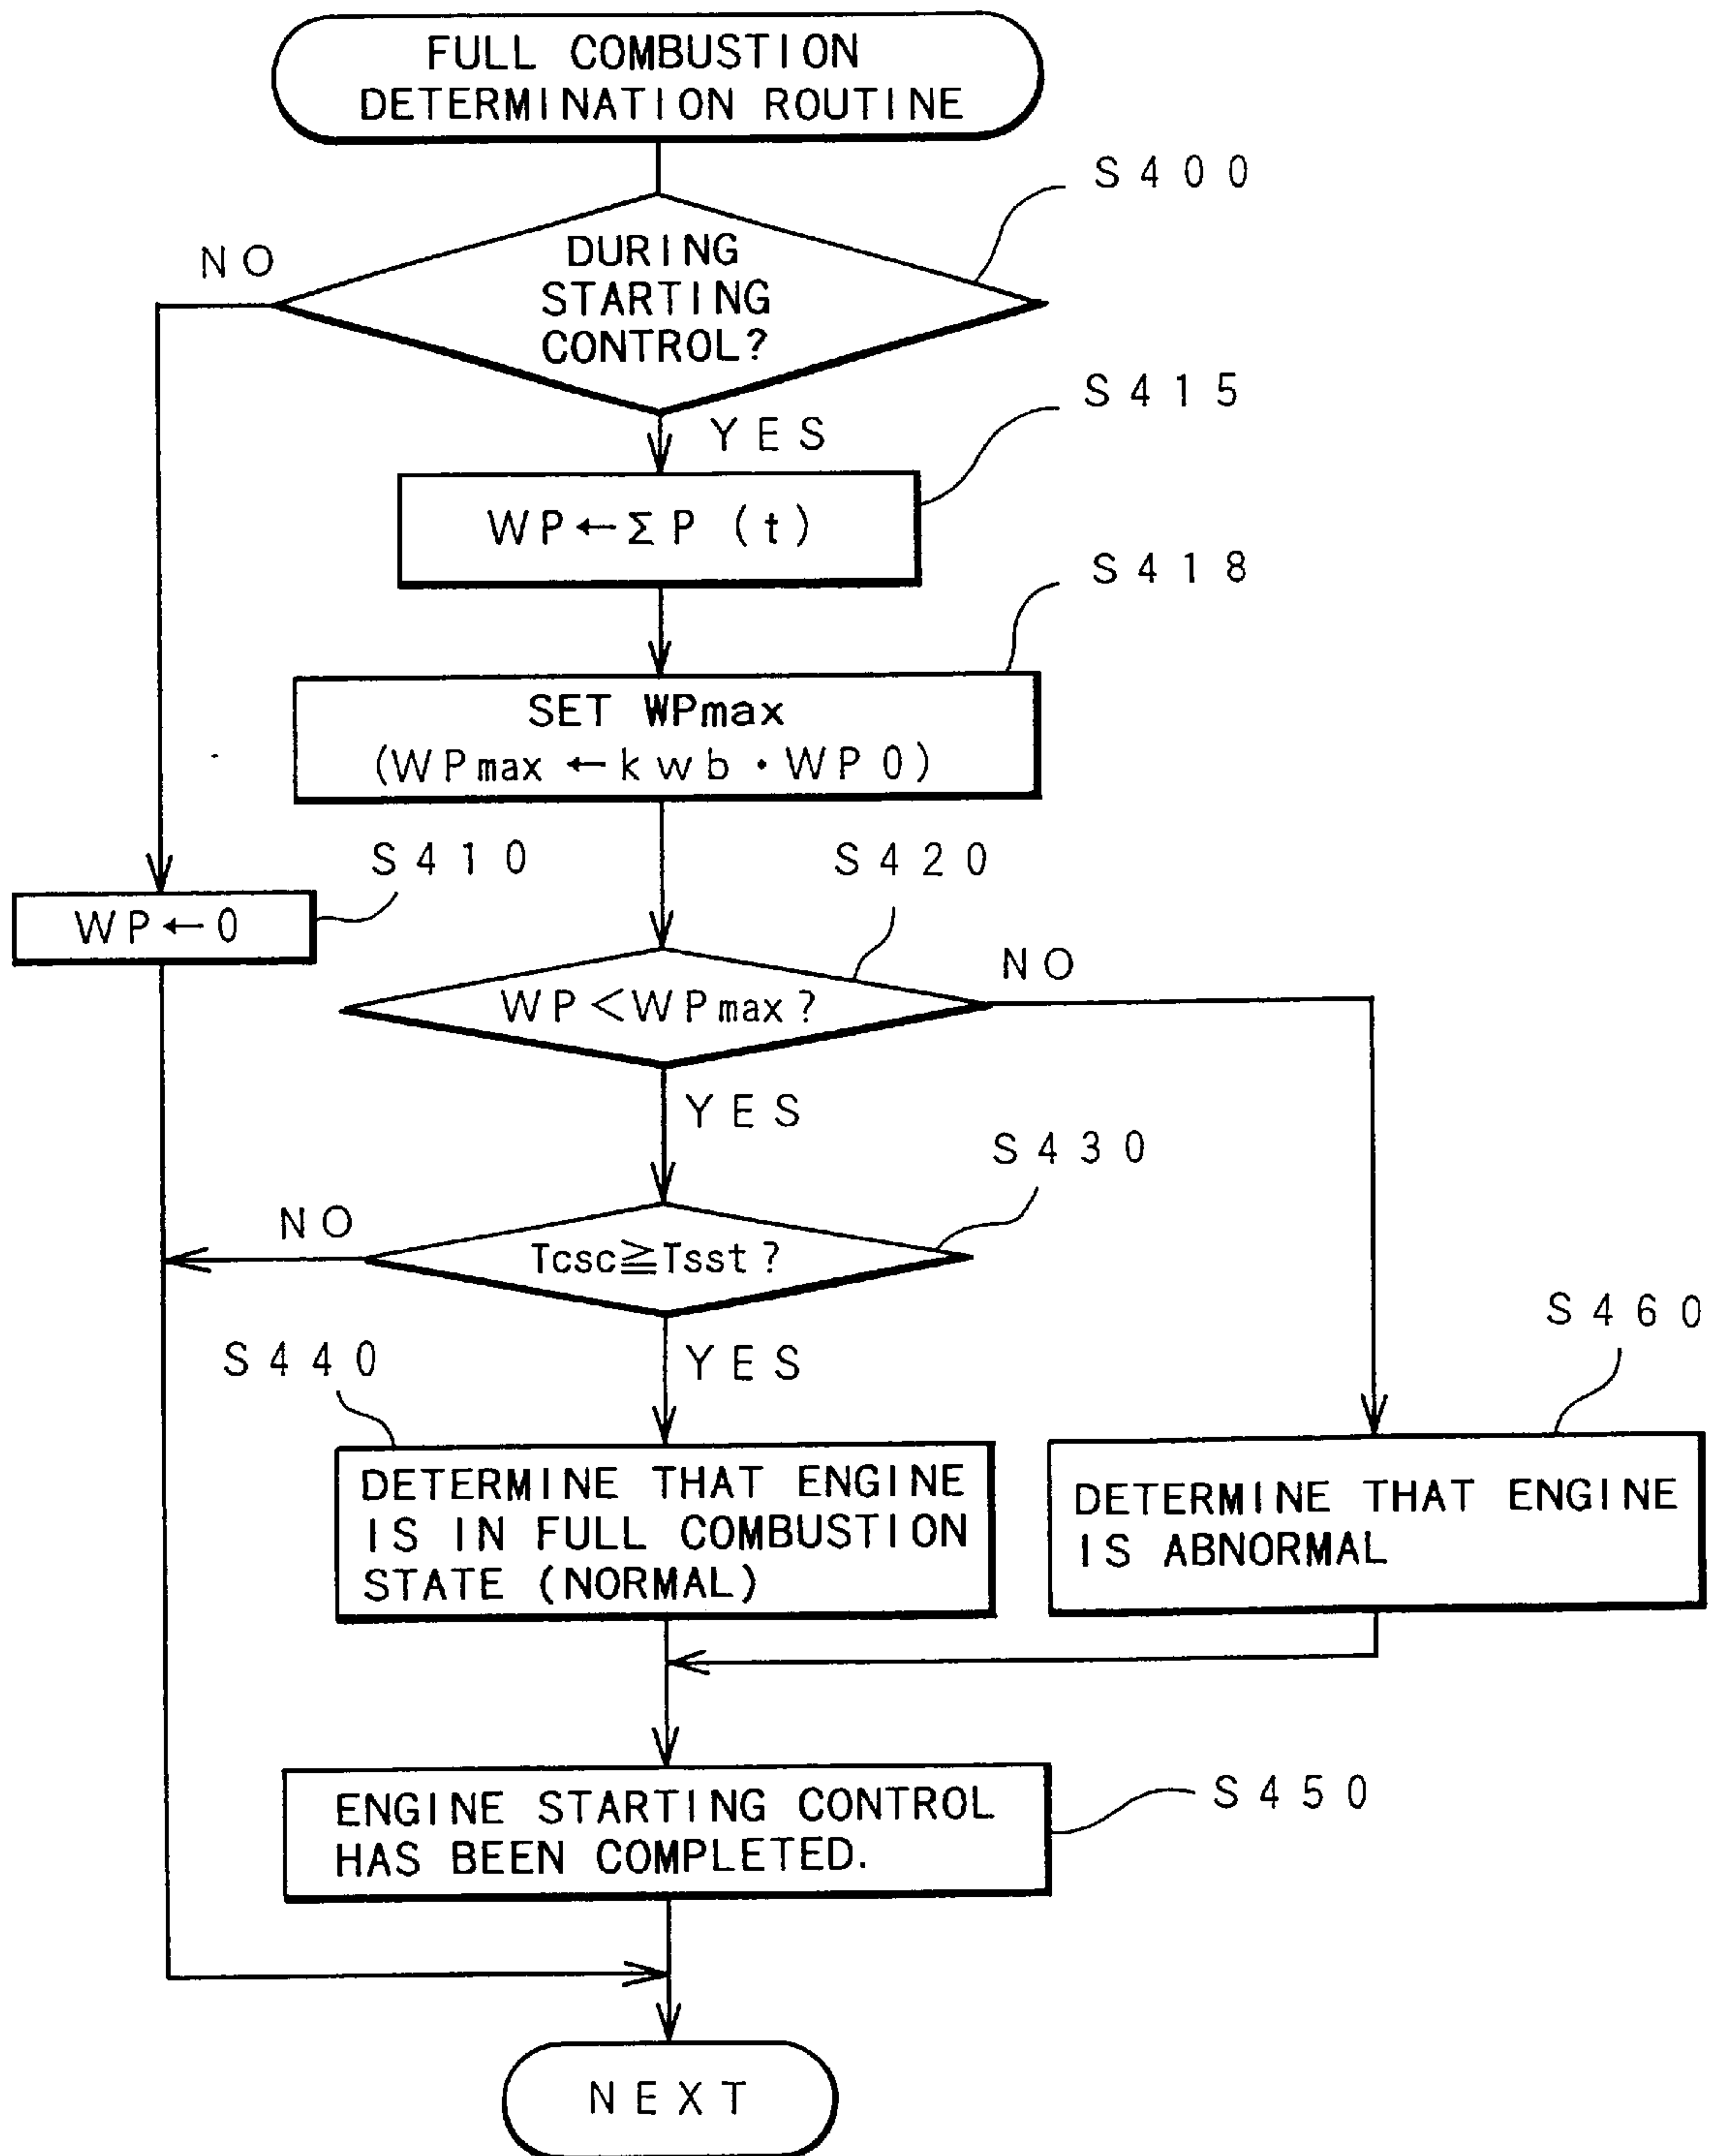 FULL COMBUSTION
DETERMINATION ROUTINE
S400
NO
DURING
STARTING
CONTROL?
S415
YES
WP←ΣP (t)
S418
SET WPmax
(WPmax ←kwb・WP0)
S410
S420
WP←0
NO
WP<WPmax?
YES
S430
NO
Tcsc≧Tsst?
S460
S440
YES
DETERMINE THAT ENGINE
IS IN FULL COMBUSTION
STATE (NORMAL)
DETERMINE THAT ENGINE
IS ABNORMAL
S450
ENGINE STARTING CONTROL
HAS BEEN COMPLETED.
NEXT